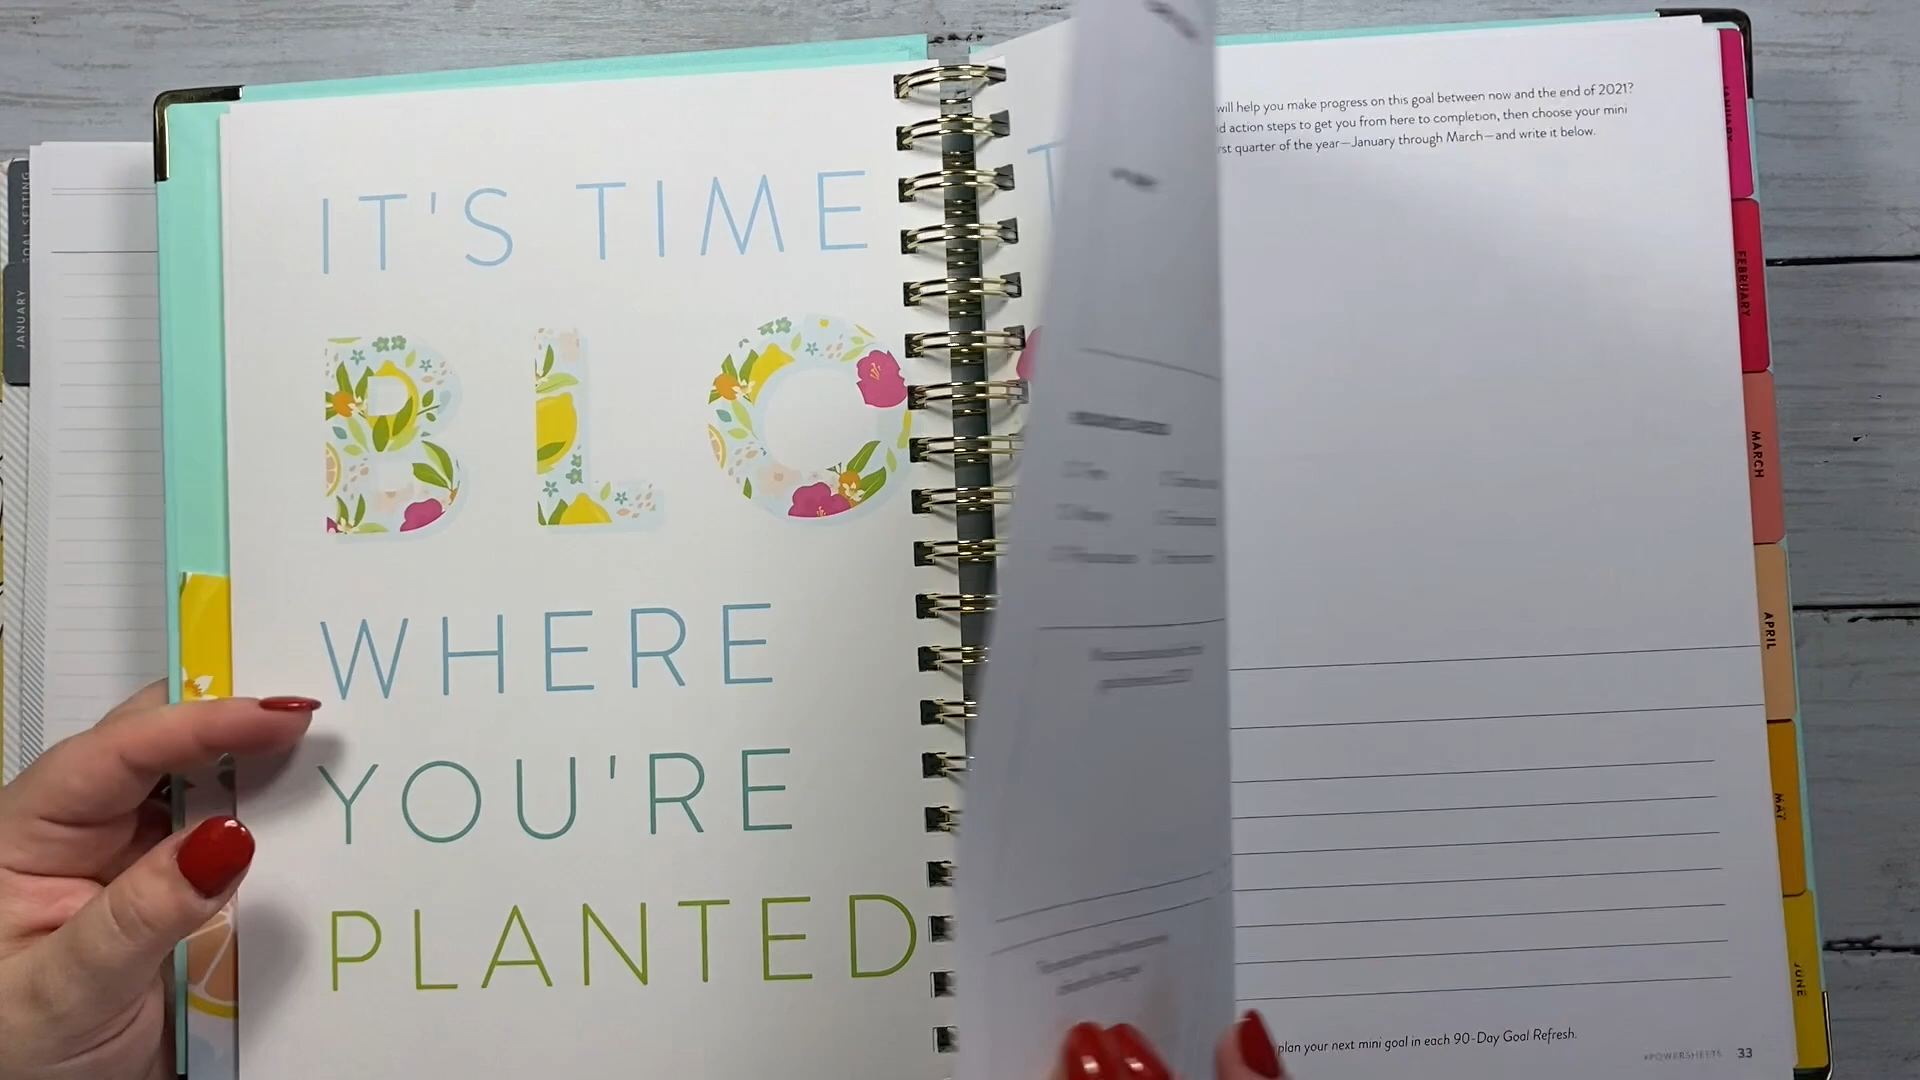 GOAL SETTING
JANUARY
IT'S TIME
BLO
WHERE
YOU'RE
PLANTED
T
will help you make progress on this goal between now and the end of 2021?
action steps to get you from here to completion, then choose your mini
quarter of the year—January through March—and write it below.
plan your next mini goal in each 90-Day Goal Refresh.
#POWERSHEETS 33
JANUARY
FEBRUARY
MARCH
APRIL
MAY
JUNE